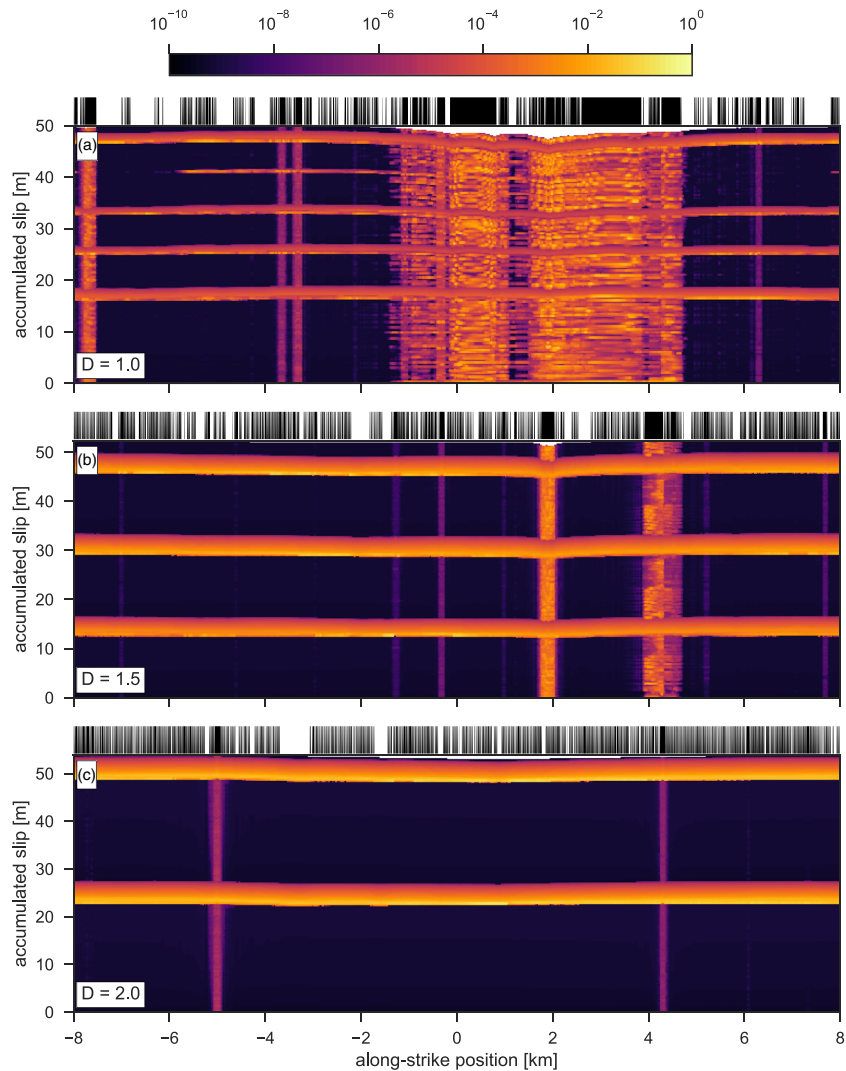 10⁻¹⁰ 10⁻⁸ 10⁻⁶ 10⁻⁴ 10⁻² 10⁰
(a)
accumulated slip [m]
50
40
30
20
10
0
D = 1.0
(b)
accumulated slip [m]
50
40
30
20
10
0
D = 1.5
(c)
accumulated slip [m]
50
40
30
20
10
0
D = 2.0
−8 −6 −4 −2 0 2 4 6 8
along-strike position [km]